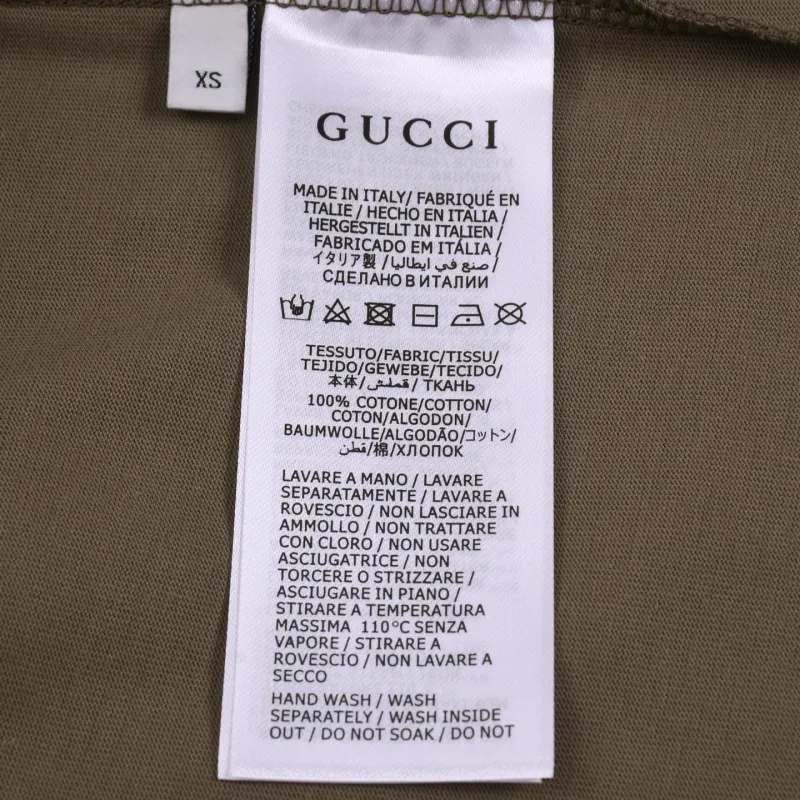 XS
GUCCI
MADE IN ITALY/ FABRIQUÉ EN
ITALIE / HECHO EN ITALIA /
HERGESTELLT IN ITALIEN /
FABRICADO EM ITÁLIA /
イタリア製 / صنع في ايطاليا /
СДЕЛАНО В ИТАЛИИ
TESSUTO/FABRIC/TISSU/
TEJIDO/GEWEBE/TECIDO/
本体/ قملش / ТКАНЬ
100% COTONE/COTTON/
COTON/ALGODON/
BAUMWOLLE/ALGODÃO/コットン/
قطن/棉/ХЛОПОК
LAVARE A MANO / LAVARE
SEPARATAMENTE / LAVARE A
ROVESCIO / NON LASCIARE IN
AMMOLLO / NON TRATTARE
CON CLORO / NON USARE
ASCIUGATRICE / NON
TORCERE O STRIZZARE /
ASCIUGARE IN PIANO /
STIRARE A TEMPERATURA
MASSIMA 110°C SENZA
VAPORE / STIRARE A
ROVESCIO / NON LAVARE A
SECCO
HAND WASH / WASH
SEPARATELY / WASH INSIDE
OUT / DO NOT SOAK / DO NOT